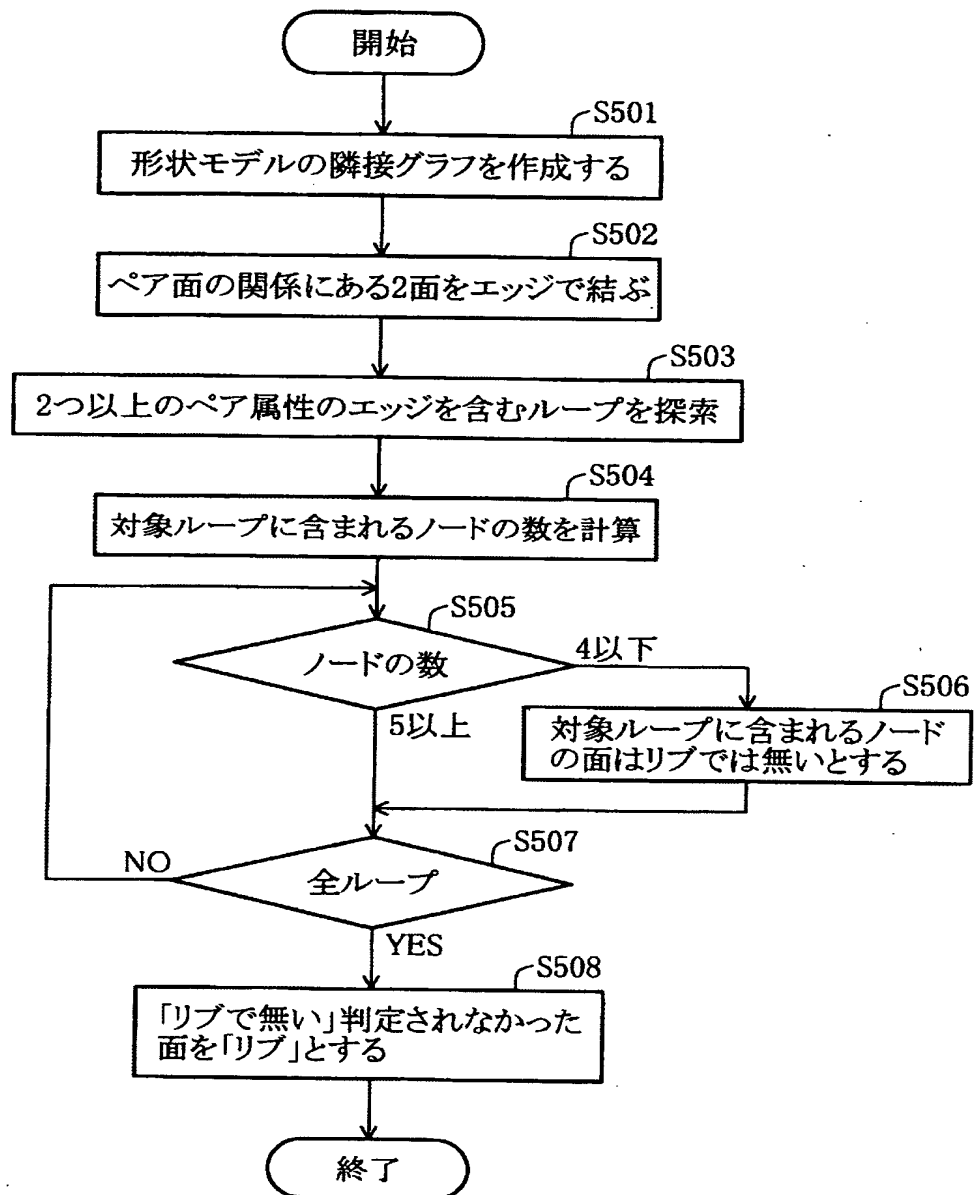 開始
S501
形状モデルの隣接グラフを作成する
S502
ペア面の関係にある2面をエッジで結ぶ
S503
2つ以上のペア属性のエッジを含むループを探索
S504
対象ループに含まれるノードの数を計算
S505
ノードの数
4以下
5以上
S506
対象ループに含まれるノード
の面はリブでは無いとする
S507
全ループ
NO
YES
S508
「リブで無い」判定されなかった
面を「リブ」とする
終了